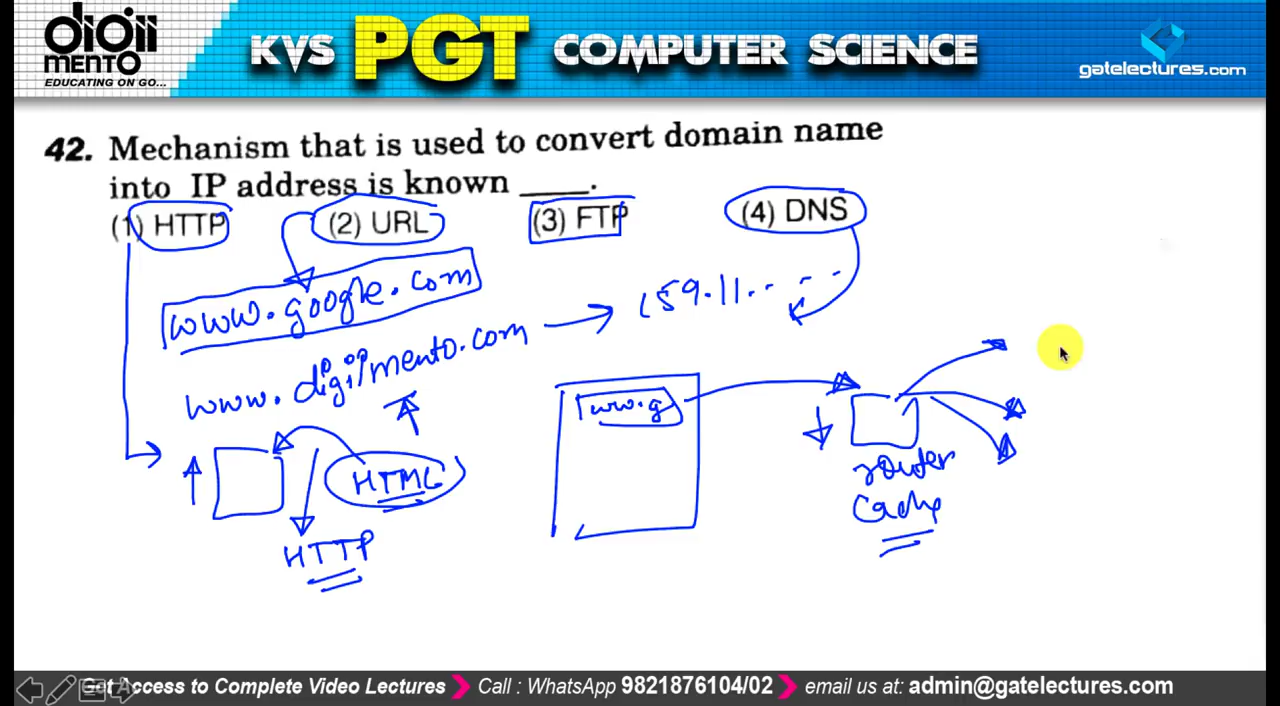 digii
mento
EDUCATING ON GO...
KVS PGT COMPUTER SCIENCE
gatelectures.com
42. Mechanism that is used to convert domain name
into IP address is known ____.
(1) HTTP (2) URL (3) FTP (4) DNS
www.google.com
159.11.. - -
www.digiimento.com
www.g
HTML
router
HTTP
Get Access to Complete Video Lectures Call : WhatsApp 9821876104/02 email us at: admin@gatelectures.com